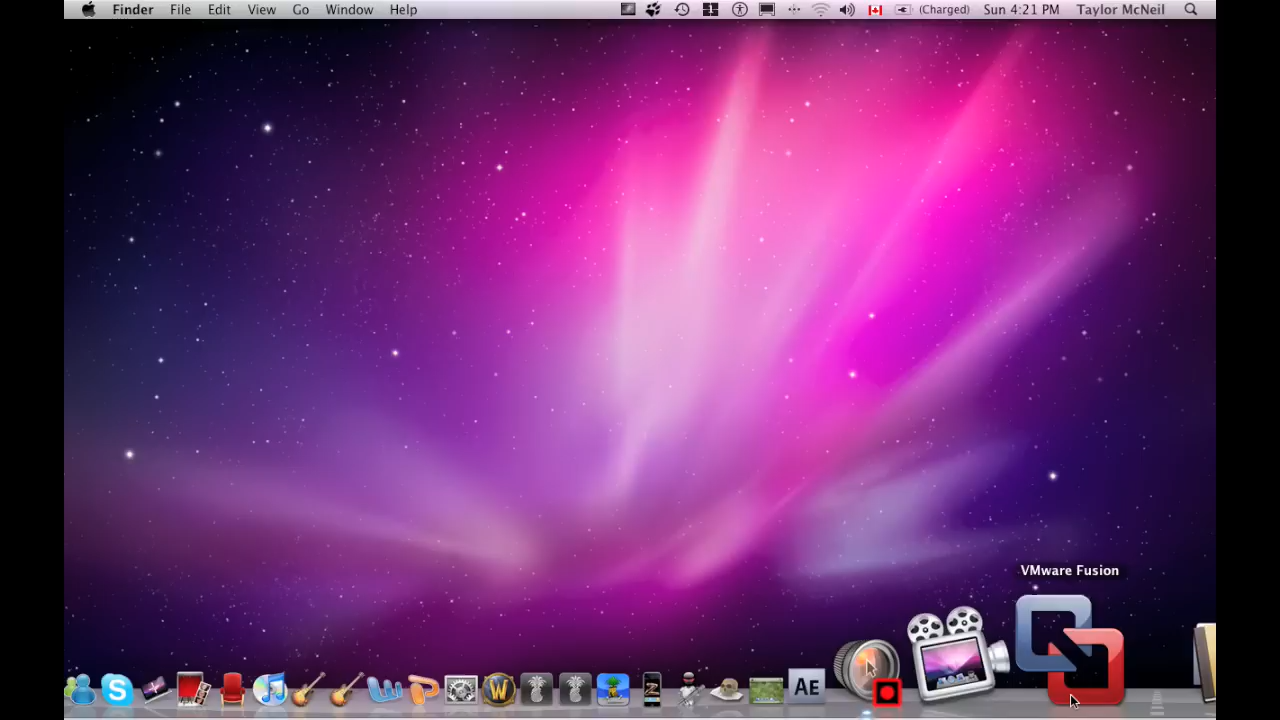 Finder File Edit View Go Window Help (Charged) Sun 4:21 PM Taylor McNeil
VMware Fusion
S W P W Z AE